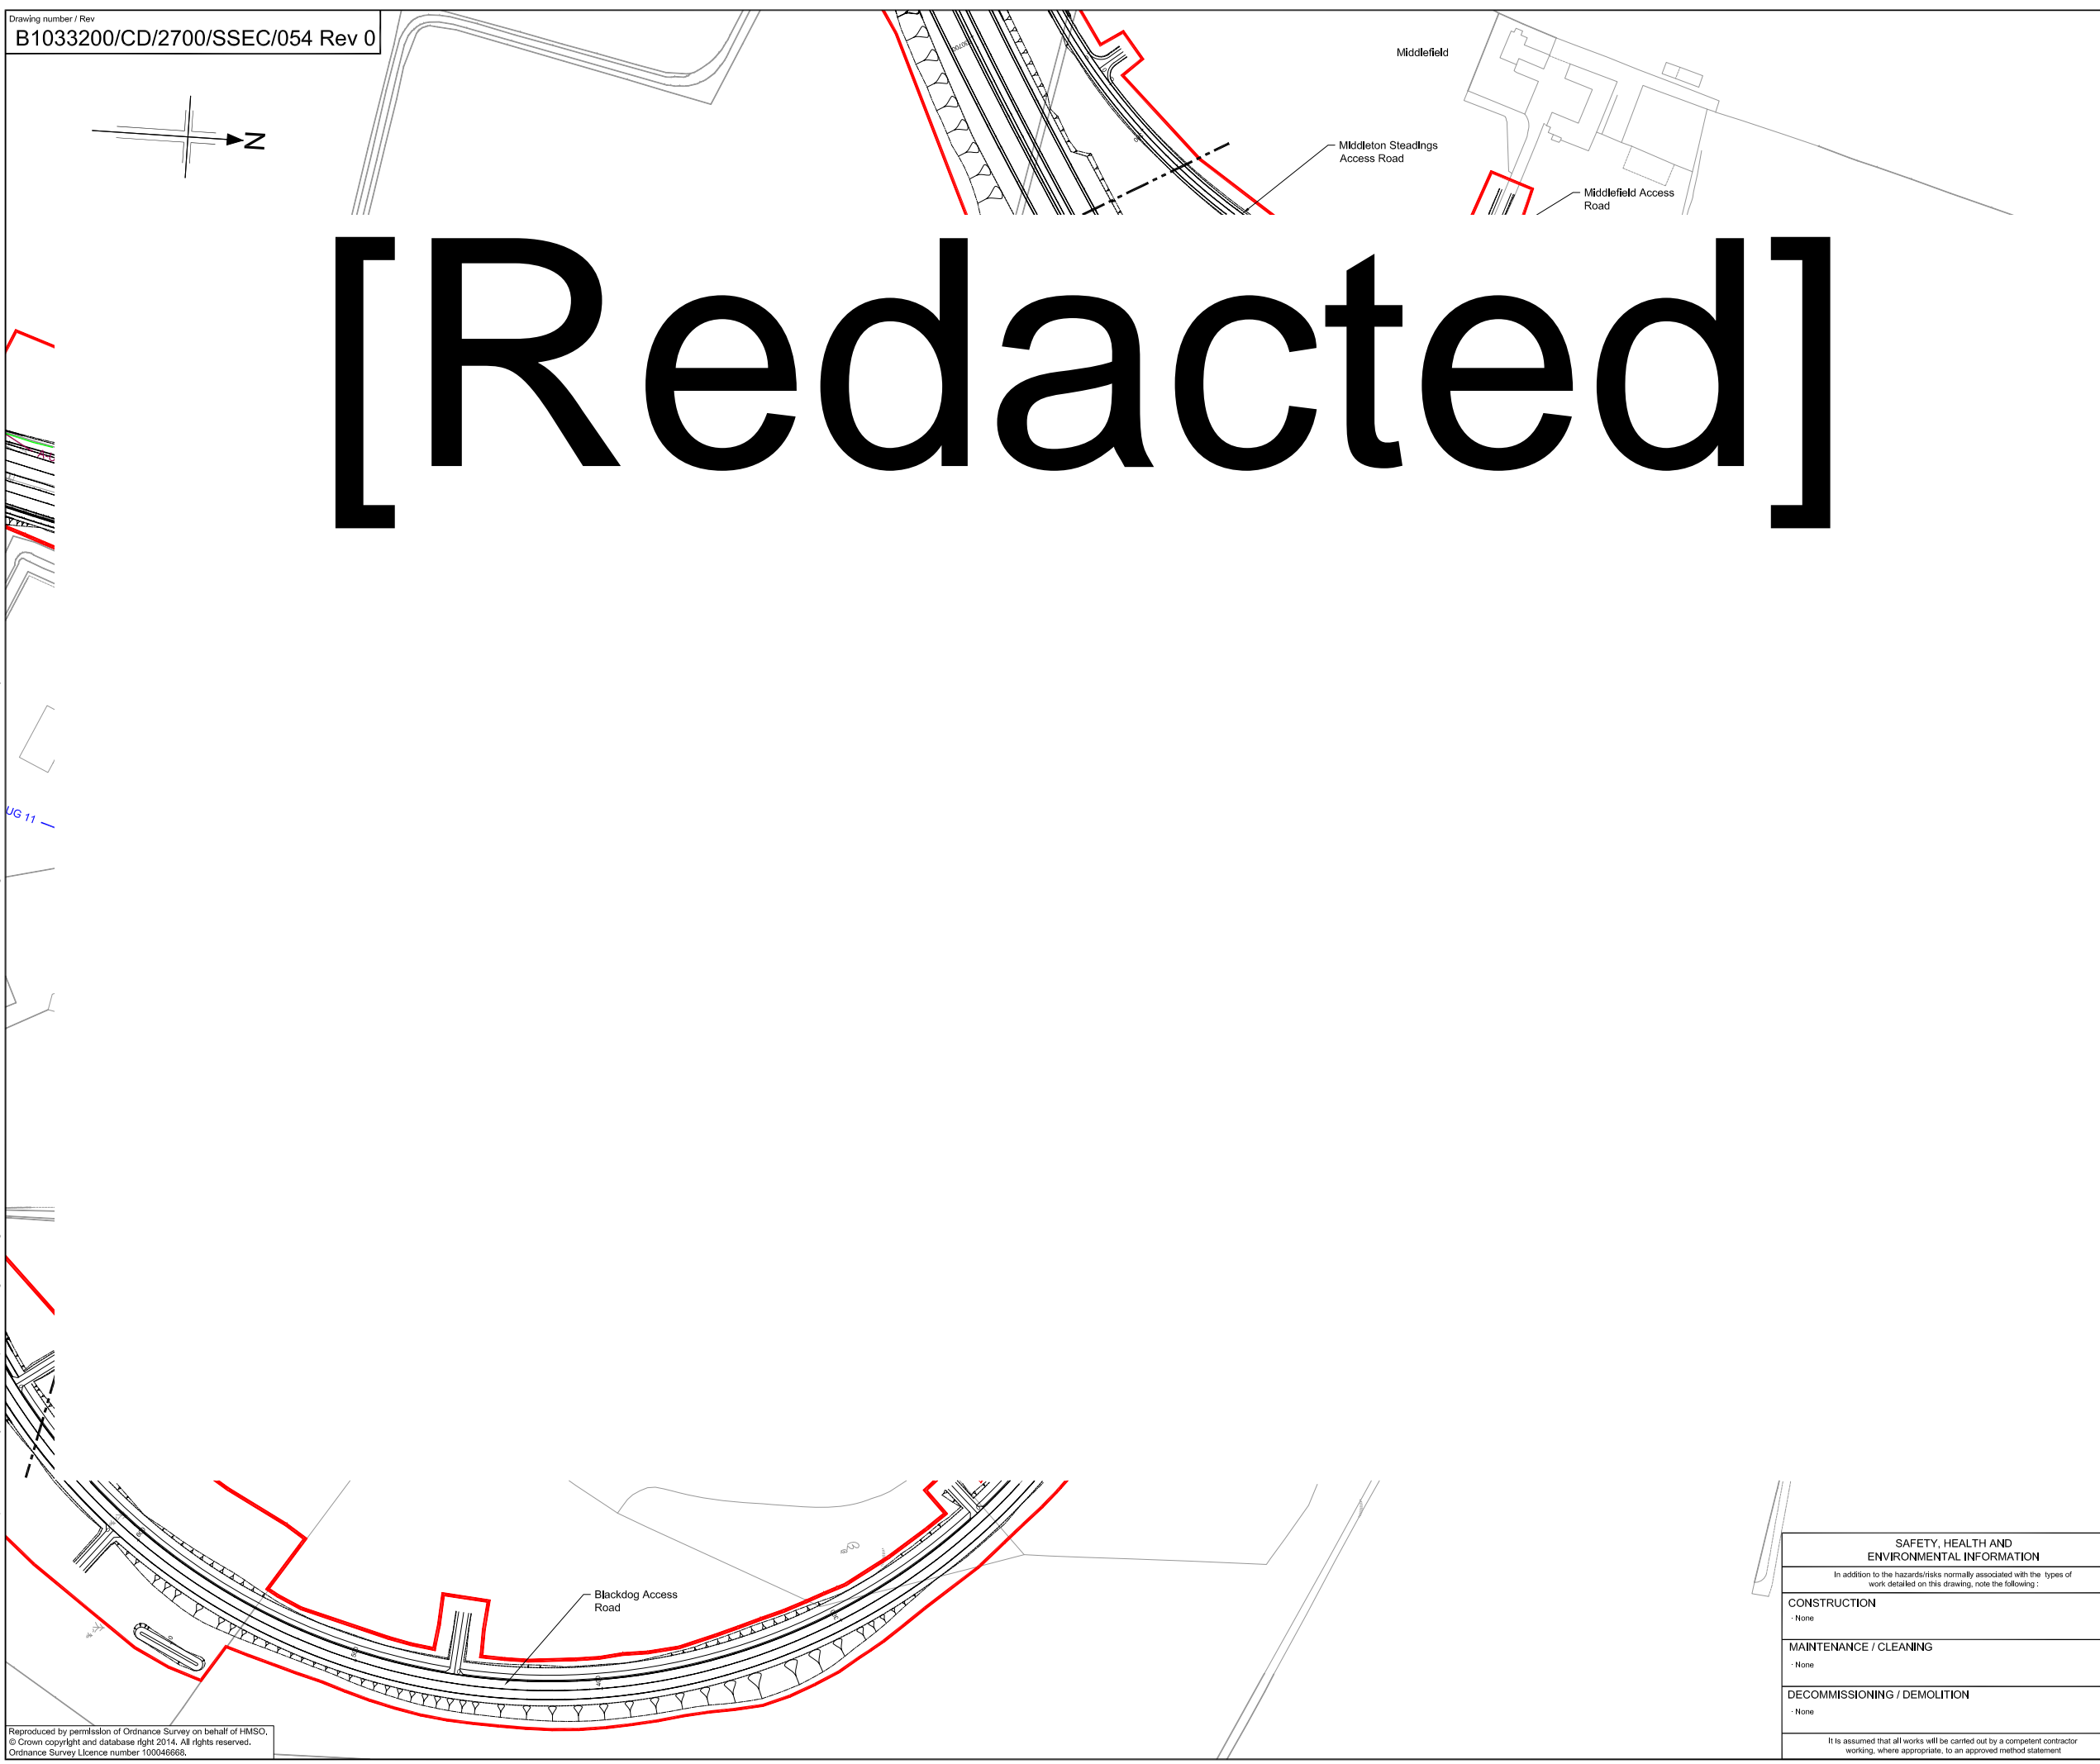 Drawing number / Rev
B1033200/CD/2700/SSEC/054 Rev 0
N
Middlefield
Middleton Steadings
Access Road
Middlefield Access
Road
[Redacted]
UG 11
Blackdog Access
Road
SAFETY, HEALTH AND
ENVIRONMENTAL INFORMATION
In addition to the hazards/risks normally associated with the types of
work detailed on this drawing, note the following :
CONSTRUCTION
- None
MAINTENANCE / CLEANING
- None
DECOMMISSIONING / DEMOLITION
- None
It is assumed that all works will be carried out by a competent contractor
working, where appropriate, to an approved method statement
Reproduced by permission of Ordnance Survey on behalf of HMSO.
© Crown copyright and database right 2014. All rights reserved.
Ordnance Survey Licence number 100046668.